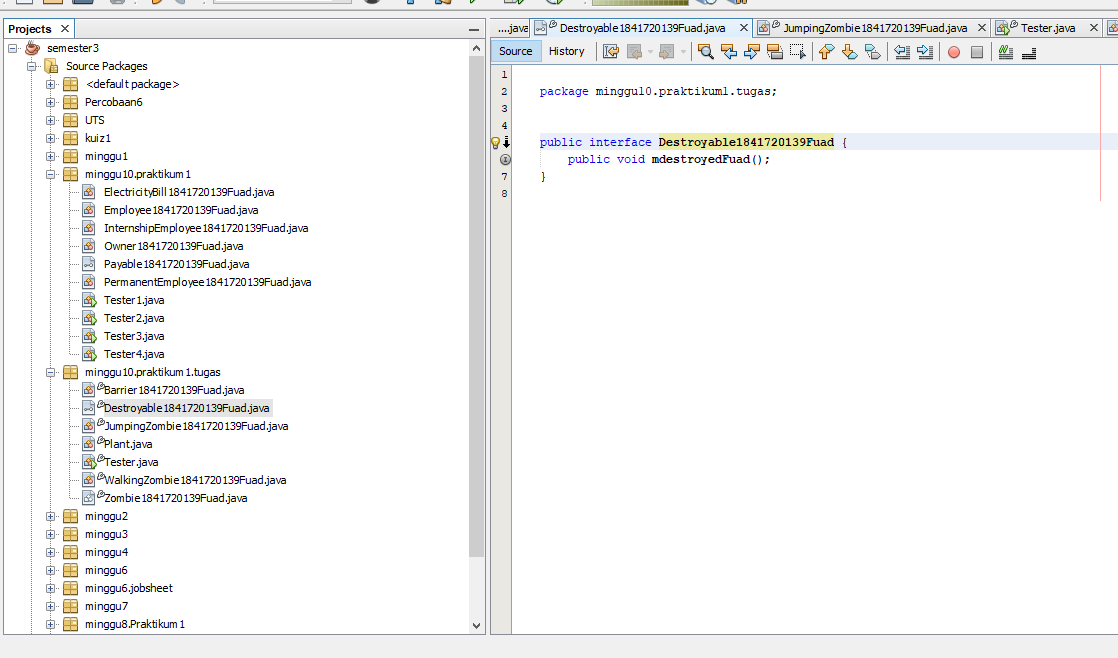 Projects
semester3
Source Packages
<default package>
Percobaan6
UTS
kuiz1
minggu1
minggu10.praktikum1
ElectricityBill1841720139Fuad.java
Employee1841720139Fuad.java
InternshipEmployee1841720139Fuad.java
Owner1841720139Fuad.java
Payable1841720139Fuad.java
PermanentEmployee1841720139Fuad.java
Tester1.java
Tester2.java
Tester3.java
Tester4.java
minggu10.praktikum1.tugas
Barrier1841720139Fuad.java
Destroyable1841720139Fuad.java
JumpingZombie1841720139Fuad.java
Plant.java
Tester.java
WalkingZombie1841720139Fuad.java
Zombie1841720139Fuad.java
minggu2
minggu3
minggu4
minggu6
minggu6.jobsheet
minggu7
minggu8.Praktikum1
....java Destroyable1841720139Fuad.java JumpingZombie1841720139Fuad.java Tester.java
Source History
1
2 package minggu10.praktikum1.tugas;
3
4
public interface Destroyable1841720139Fuad {
public void mdestroyedFuad();
7 }
8